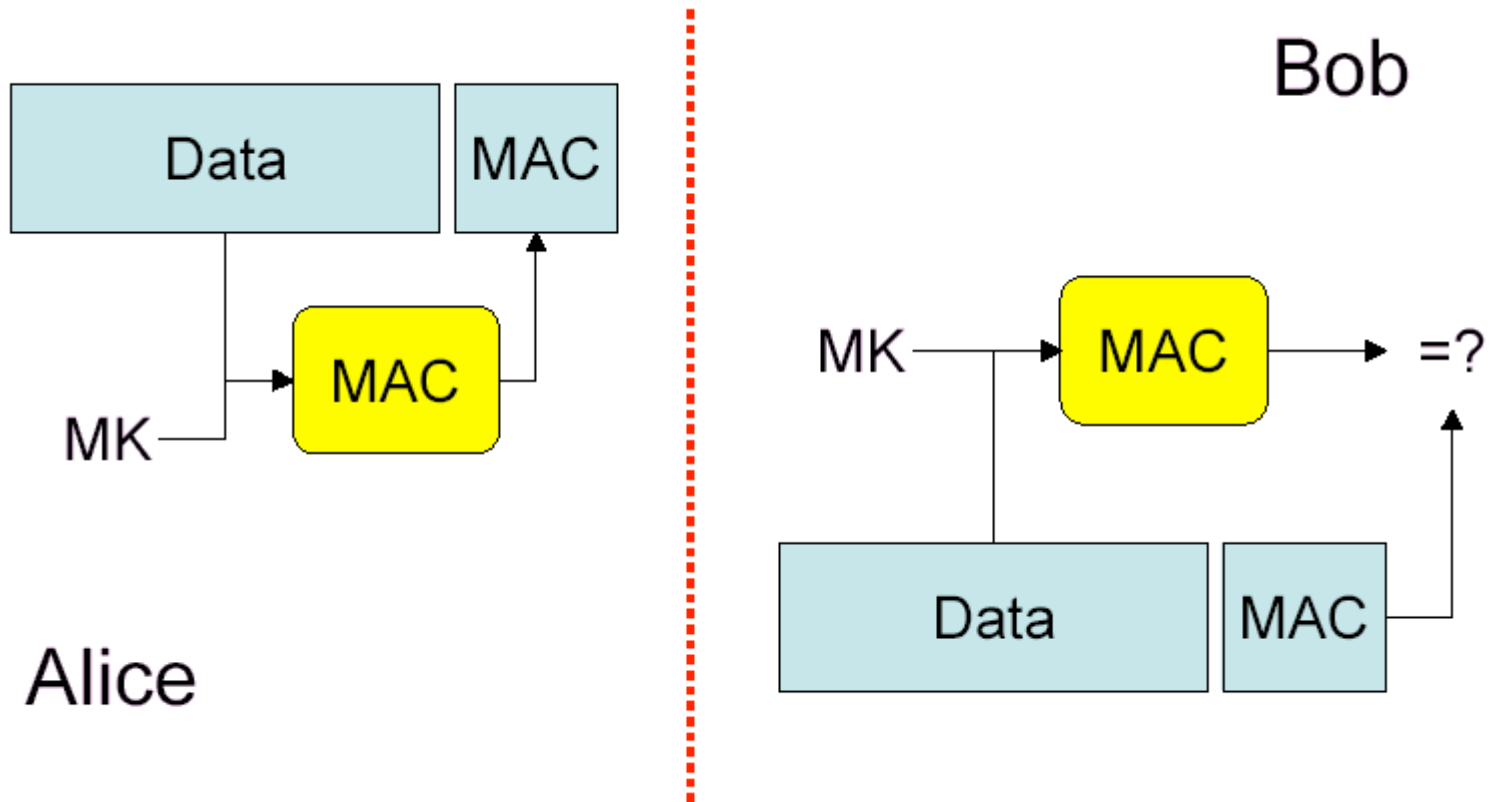 Data MAC
MAC
MK
Alice
Bob
MK MAC =?
Data MAC